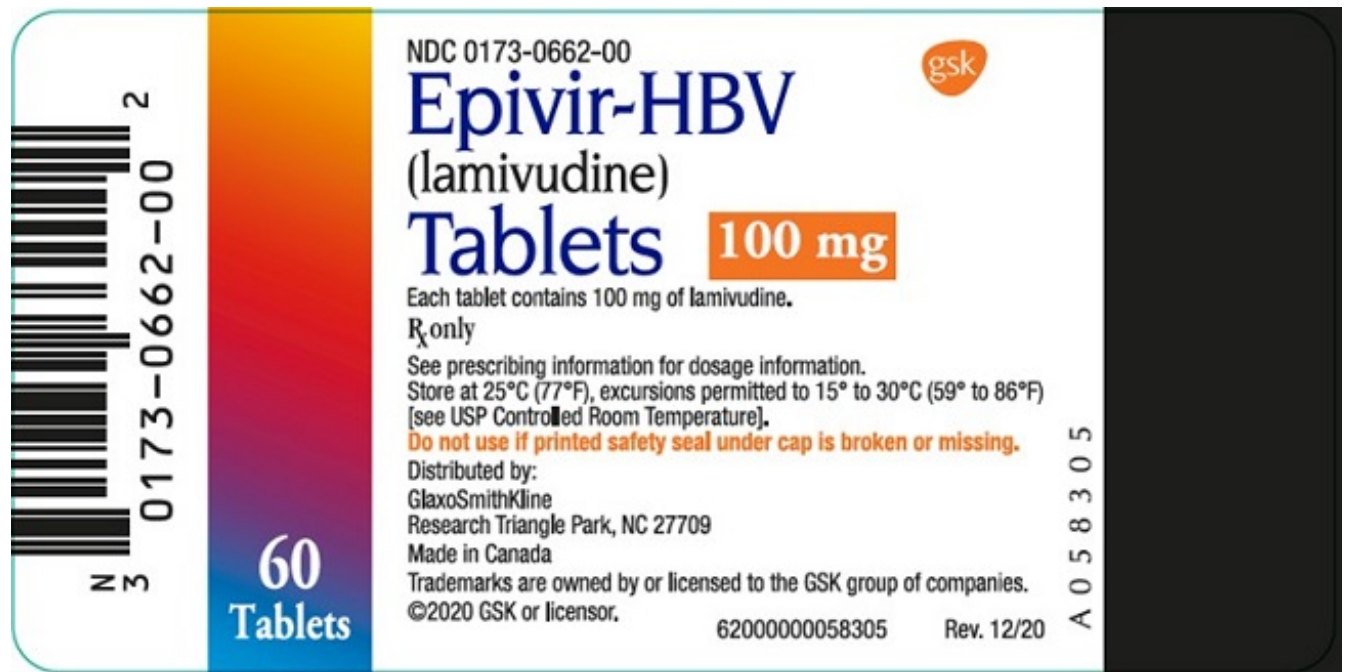 NDC 0173-0662-00
gsk
Epivir-HBV
(lamivudine)
Tablets 100 mg
Each tablet contains 100 mg of lamivudine.
℞ only
See prescribing information for dosage information.
Store at 25°C (77°F), excursions permitted to 15° to 30°C (59° to 86°F)
[see USP Controlled Room Temperature].
Do not use if printed safety seal under cap is broken or missing.
Distributed by:
GlaxoSmithKline
Research Triangle Park, NC 27709
Made in Canada
Trademarks are owned by or licensed to the GSK group of companies.
©2020 GSK or licensor.
62000000058305 Rev. 12/20
A058305
60
Tablets
N
3 0173-0662-00 2